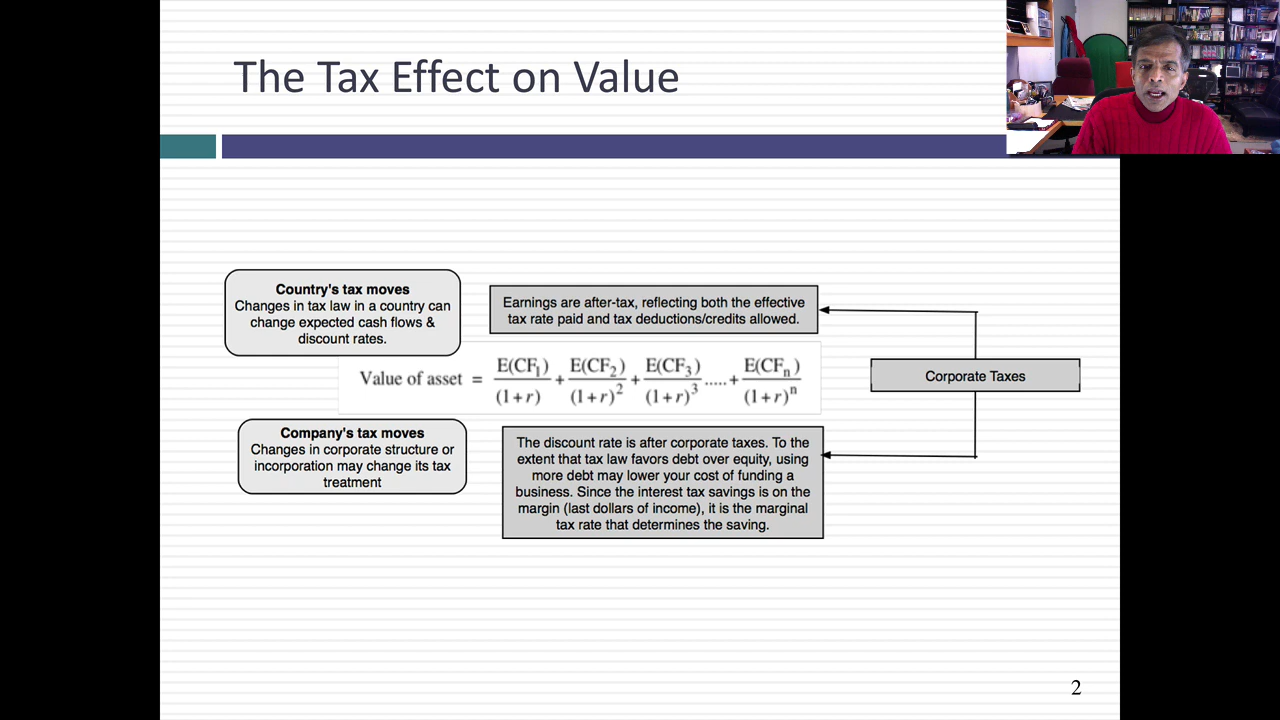 The Tax Effect on Value
Country's tax moves
Changes in tax law in a country can
change expected cash flows &
discount rates.
Earnings are after-tax, reflecting both the effective
tax rate paid and tax deductions/credits allowed.
Value of asset = E(CF1)/(1+r) + E(CF2)/(1+r)^2 + E(CF3)/(1+r)^3 ..... + E(CFn)/(1+r)^n
Corporate Taxes
Company's tax moves
Changes in corporate structure or
incorporation may change its tax
treatment
The discount rate is after corporate taxes. To the
extent that tax law favors debt over equity, using
more debt may lower your cost of funding a
business. Since the interest tax savings is on the
margin (last dollars of income), it is the marginal
tax rate that determines the saving.
2